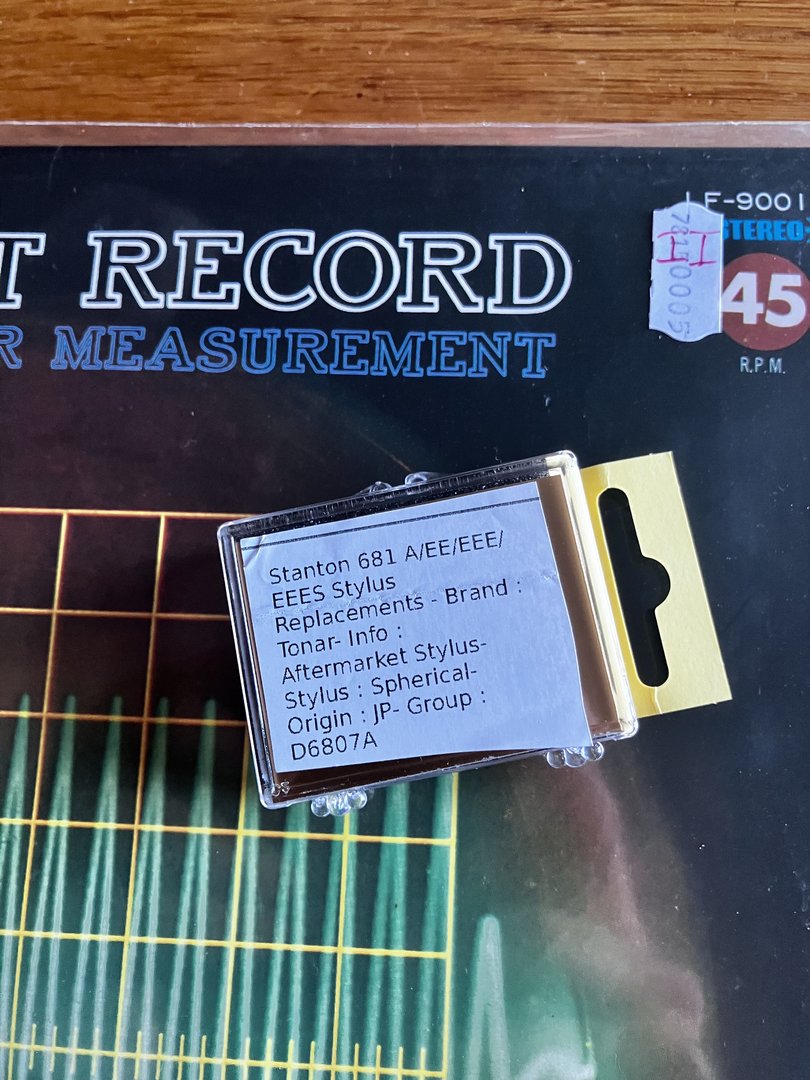 T RECORD
R MEASUREMENT
LF-9001
STEREO
45
R.P.M.
H
78150005
Stanton 681 A/EE/EEE/
EEES Stylus
Replacements - Brand :
Tonar- Info :
Aftermarket Stylus-
Stylus : Spherical-
Origin : JP- Group :
D6807A